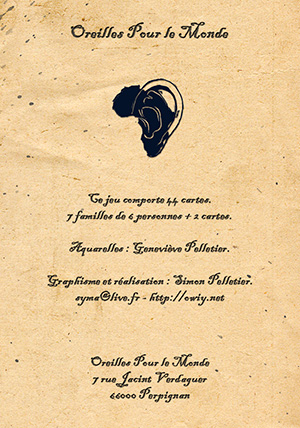 Oreilles Pour le Monde
Ce jeu comporte 44 cartes.
7 familles de 6 personnes + 2 cartes.
Aquarelles : Geneviève Pelletier.
Graphisme et réalisation : Simon Pelletier.
syma@live.fr - http://owiy.net
Oreilles Pour le Monde
7 rue Jacint Verdaguer
66000 Perpignan